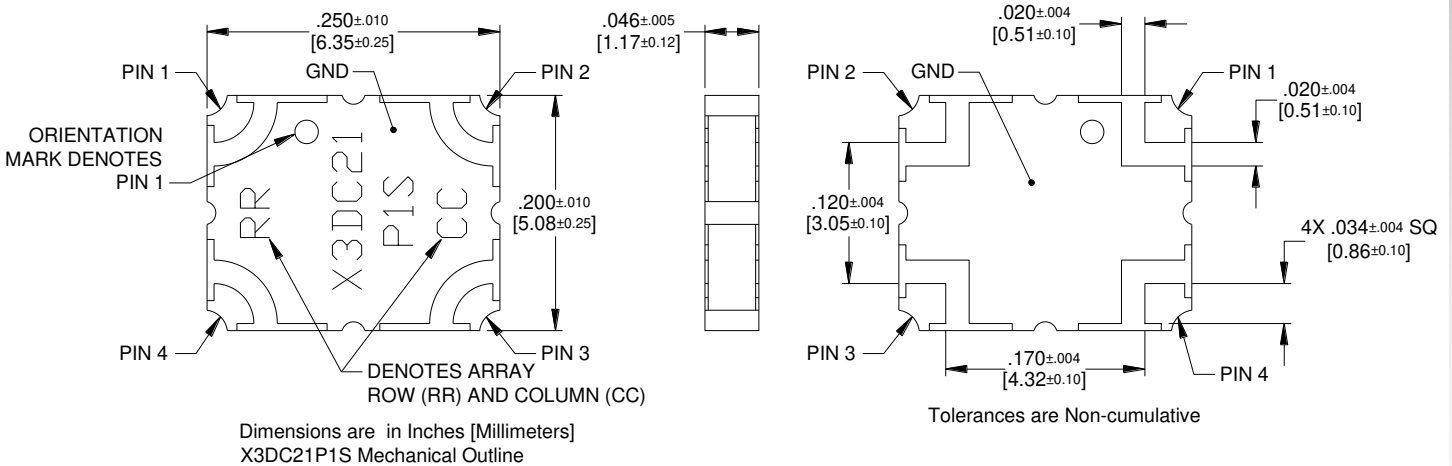 .250±.010
[6.35±0.25]
.046±.005
[1.17±0.12]
.020±.004
[0.51±0.10]
PIN 1
GND
PIN 2
PIN 2
GND
PIN 1
.020±.004
[0.51±0.10]
ORIENTATION
MARK DENOTES
PIN 1
RR
X3DC21
P1S
CC
.200±.010
[5.08±0.25]
.120±.004
[3.05±0.10]
4X .034±.004 SQ
[0.86±0.10]
PIN 4
PIN 3
DENOTES ARRAY
ROW (RR) AND COLUMN (CC)
PIN 3
.170±.004
[4.32±0.10]
PIN 4
Tolerances are Non-cumulative
Dimensions are in Inches [Millimeters]
X3DC21P1S Mechanical Outline